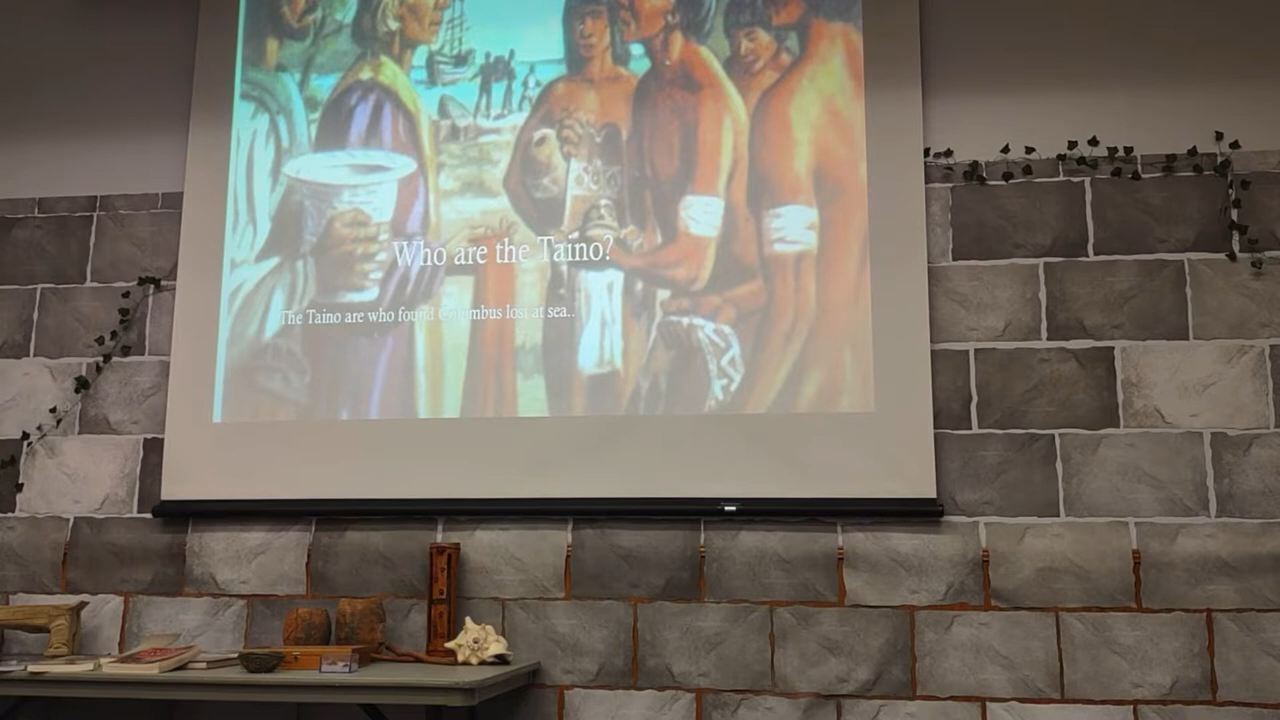 Who are the Taino?
The Taino are who found Columbus lost at sea..